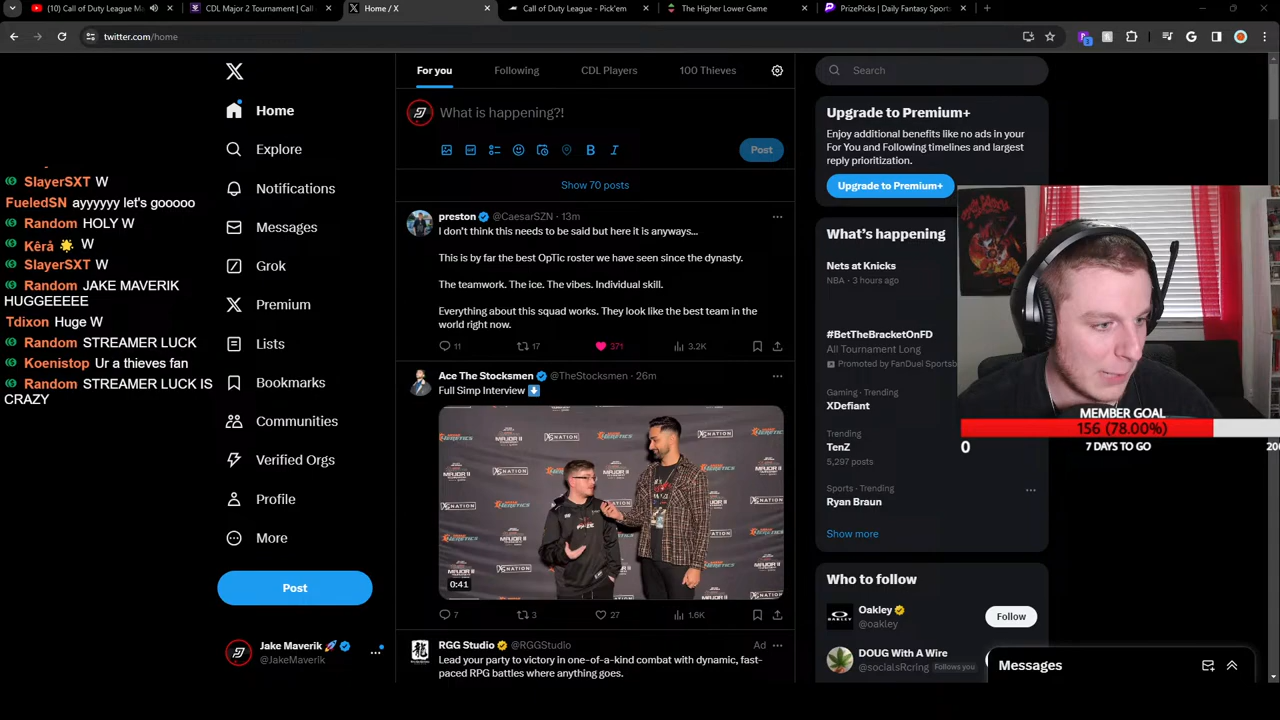 (10) Call of Duty League Ma
CDL Major 2 Tournament | Call
Home / X
Call of Duty League - Pick'em
The Higher Lower Game
PrizePicks | Daily Fantasy Sport
twitter.com/home
SlayerSXT W
FueledSN ayyyyy let's gooooo
Random HOLY W
Kêrå W
SlayerSXT W
Random JAKE MAVERIK
HUGGEEEEE
Tdixon Huge W
Random STREAMER LUCK
Koenistop Ur a thieves fan
Random STREAMER LUCK IS
CRAZY
Home
Explore
Notifications
Messages
Grok
Premium
Lists
Bookmarks
Communities
Verified Orgs
Profile
More
Post
Jake Maverik
@JakeMaverik
For you
Following
CDL Players
100 Thieves
What is happening?!
GIF
Post
Show 70 posts
preston @CaesarSZN · 13m
I don't think this needs to be said but here it is anyways...
This is by far the best OpTic roster we have seen since the dynasty.
The teamwork. The ice. The vibes. Individual skill.
Everything about this squad works. They look like the best team in the
world right now.
11
17
371
3.2K
Ace The Stocksmen @TheStocksmen · 26m
Full Simp Interview
0:41
7
3
27
1.6K
RGG Studio @RGGStudio
Ad
Lead your party to victory in one-of-a-kind combat with dynamic, fast-
paced RPG battles where anything goes.
Search
Upgrade to Premium+
Enjoy additional benefits like no ads in your
For You and Following timelines and largest
reply prioritization.
Upgrade to Premium+
What's happening
Nets at Knicks
NBA · 3 hours ago
#BetTheBracketOnFD
All Tournament Long
Promoted by FanDuel Sportsb
Gaming · Trending
XDefiant
Trending
TenZ
5,297 posts
Sports · Trending
Ryan Braun
Show more
Who to follow
OAKLEY
Oakley
@oakley
Follow
DOUG With A Wire
@socialsRcring Follows you
MEMBER GOAL
156 (78.00%)
0
200
7 DAYS TO GO
Messages